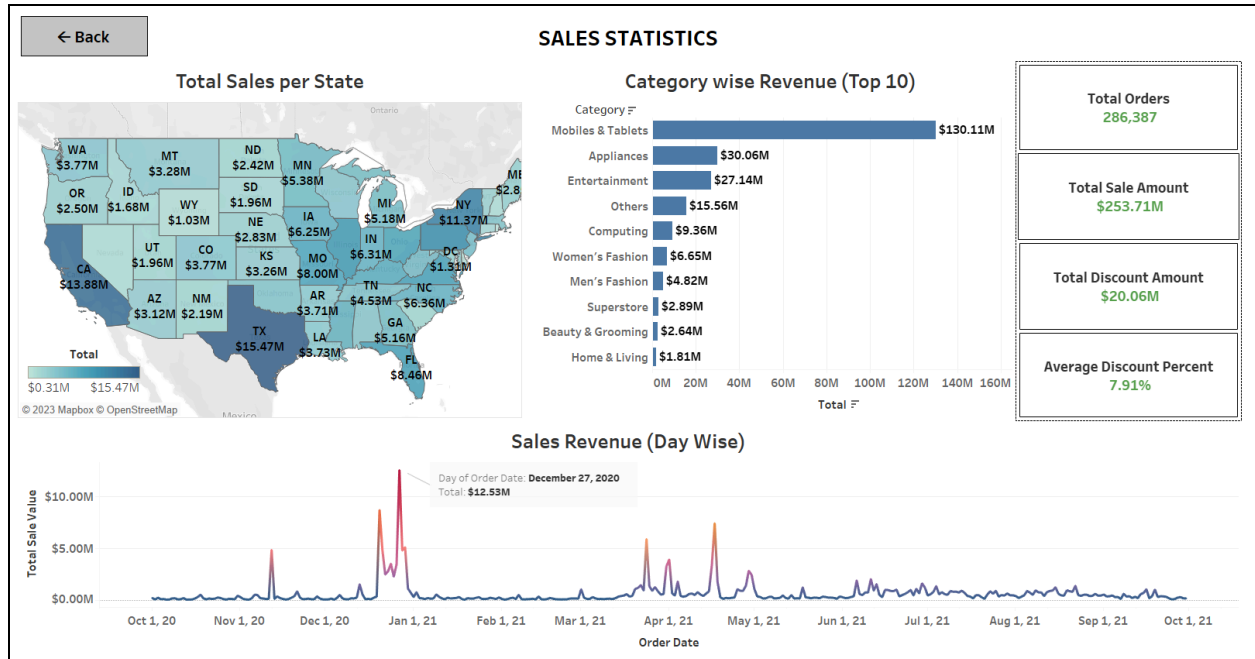 ← Back
SALES STATISTICS
Total Sales per State
Ontario
WA
$3.77M
MT
$3.28M
ND
$2.42M
MN
$5.38M
ME
$2.8
OR
$2.50M
ID
$1.68M
SD
$1.96M
WY
$1.03M
MI
$5.18M
NY
$11.37M
NE
$2.83M
IA
$6.25M
UT
$1.96M
CO
$3.77M
KS
$3.26M
MO
$8.00M
IN
$6.31M
DC
$1.31M
CA
$13.88M
AZ
$3.12M
NM
$2.19M
AR
$3.71M
TN
$4.53M
NC
$6.36M
TX
$15.47M
LA
$3.73M
GA
$5.16M
FL
$8.46M
Total
$0.31M $15.47M
© 2023 Mapbox © OpenStreetMap
Mexico
Category wise Revenue (Top 10)
Category
Mobiles & Tablets $130.11M
Appliances $30.06M
Entertainment $27.14M
Others $15.56M
Computing $9.36M
Women's Fashion $6.65M
Men's Fashion $4.82M
Superstore $2.89M
Beauty & Grooming $2.64M
Home & Living $1.81M
0M 20M 40M 60M 80M 100M 120M 140M 160M
Total
Total Orders
286,387
Total Sale Amount
$253.71M
Total Discount Amount
$20.06M
Average Discount Percent
7.91%
Sales Revenue (Day Wise)
Day of Order Date: December 27, 2020
Total: $12.53M
Total Sale Value
$10.00M
$5.00M
$0.00M
Oct 1, 20 Nov 1, 20 Dec 1, 20 Jan 1, 21 Feb 1, 21 Mar 1, 21 Apr 1, 21 May 1, 21 Jun 1, 21 Jul 1, 21 Aug 1, 21 Sep 1, 21 Oct 1, 21
Order Date